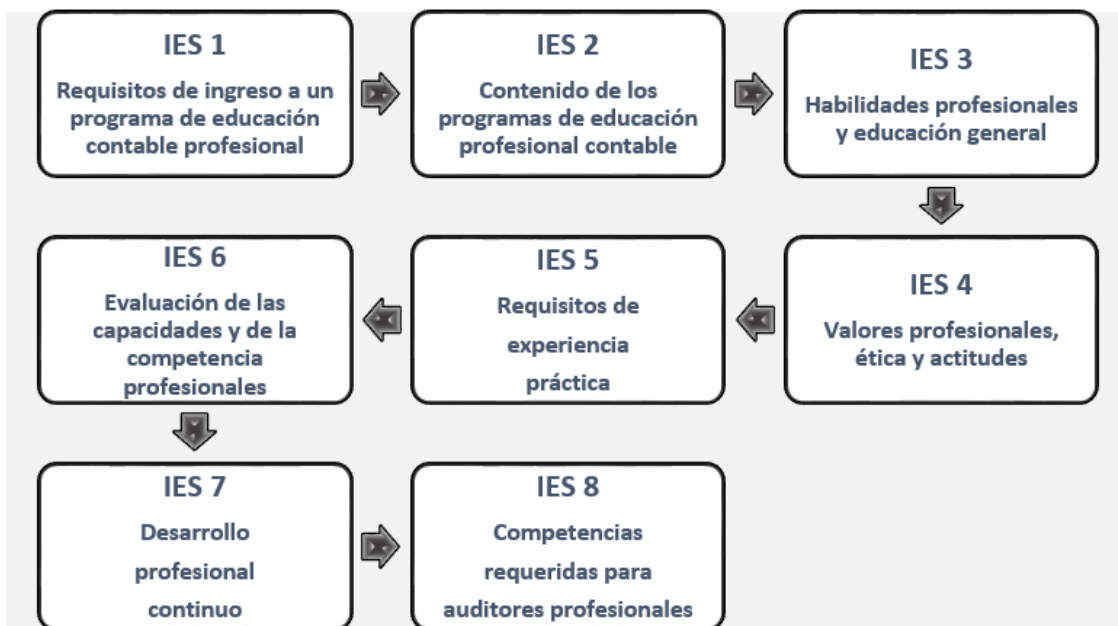 IES 1
Requisitos de ingreso a un
programa de educación
contable profesional
IES 2
Contenido de los
programas de educación
profesional contable
IES 3
Habilidades profesionales
y educación general
IES 4
Valores profesionales,
ética y actitudes
IES 5
Requisitos de
experiencia
práctica
IES 6
Evaluación de las
capacidades y de la
competencia
profesionales
IES 7
Desarrollo
profesional
continuo
IES 8
Competencias
requeridas para
auditores profesionales